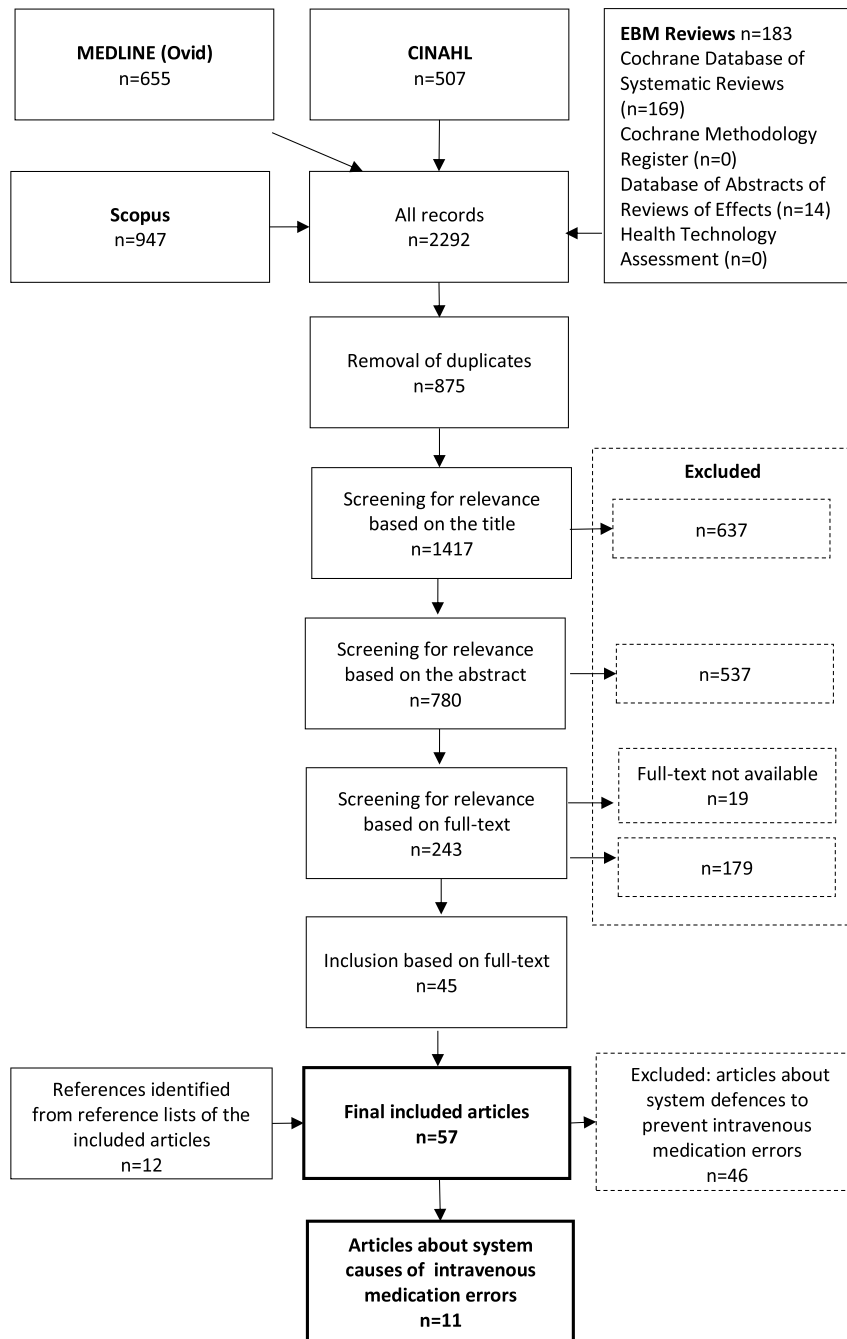 MEDLINE (Ovid)
n=655
CINAHL
n=507
EBM Reviews n=183
Cochrane Database of
Systematic Reviews
(n=169)
Cochrane Methodology
Register (n=0)
Database of Abstracts of
Reviews of Effects (n=14)
Health Technology
Assessment (n=0)
Scopus
n=947
All records
n=2292
Removal of duplicates
n=875
Screening for relevance
based on the title
n=1417
Excluded
n=637
Screening for relevance
based on the abstract
n=780
n=537
Screening for relevance
based on full-text
n=243
Full-text not available
n=19
n=179
Inclusion based on full-text
n=45
References identified
from reference lists of the
included articles
n=12
Final included articles
n=57
Excluded: articles about
system defences to
prevent intravenous
medication errors
n=46
Articles about system
causes of intravenous
medication errors
n=11